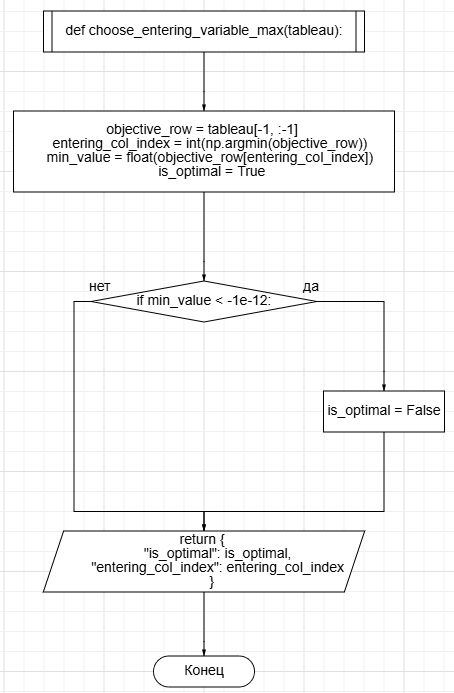 def choose_entering_variable_max(tableau):
objective_row = tableau[-1, :-1]
entering_col_index = int(np.argmin(objective_row))
min_value = float(objective_row[entering_col_index])
is_optimal = True
нет
да
if min_value < -1e-12:
is_optimal = False
return {
"is_optimal": is_optimal,
"entering_col_index": entering_col_index
}
Конец